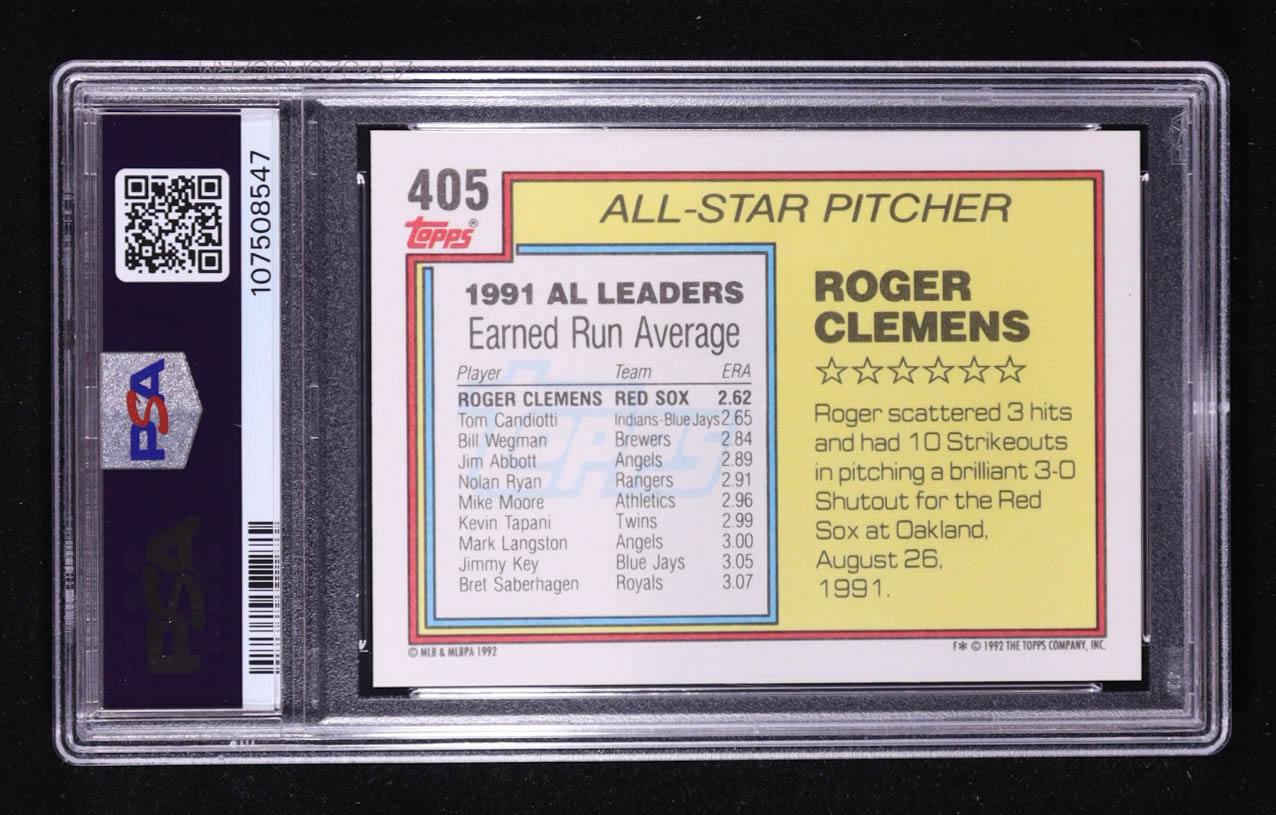 107508547
PSA
PSA
405
Topps®
ALL-STAR PITCHER
1991 AL LEADERS
Earned Run Average
Player Team ERA
ROGER CLEMENS RED SOX 2.62
Tom Candiotti Indians-Blue Jays 2.65
Bill Wegman Brewers 2.84
Jim Abbott Angels 2.89
Nolan Ryan Rangers 2.91
Mike Moore Athletics 2.96
Kevin Tapani Twins 2.99
Mark Langston Angels 3.00
Jimmy Key Blue Jays 3.05
Bret Saberhagen Royals 3.07
Topps
ROGER
CLEMENS
☆☆☆☆☆☆
Roger scattered 3 hits
and had 10 Strikeouts
in pitching a brilliant 3-0
Shutout for the Red
Sox at Oakland,
August 26,
1991.
© MLB & MLBPA 1992
F* © 1992 THE TOPPS COMPANY, INC.